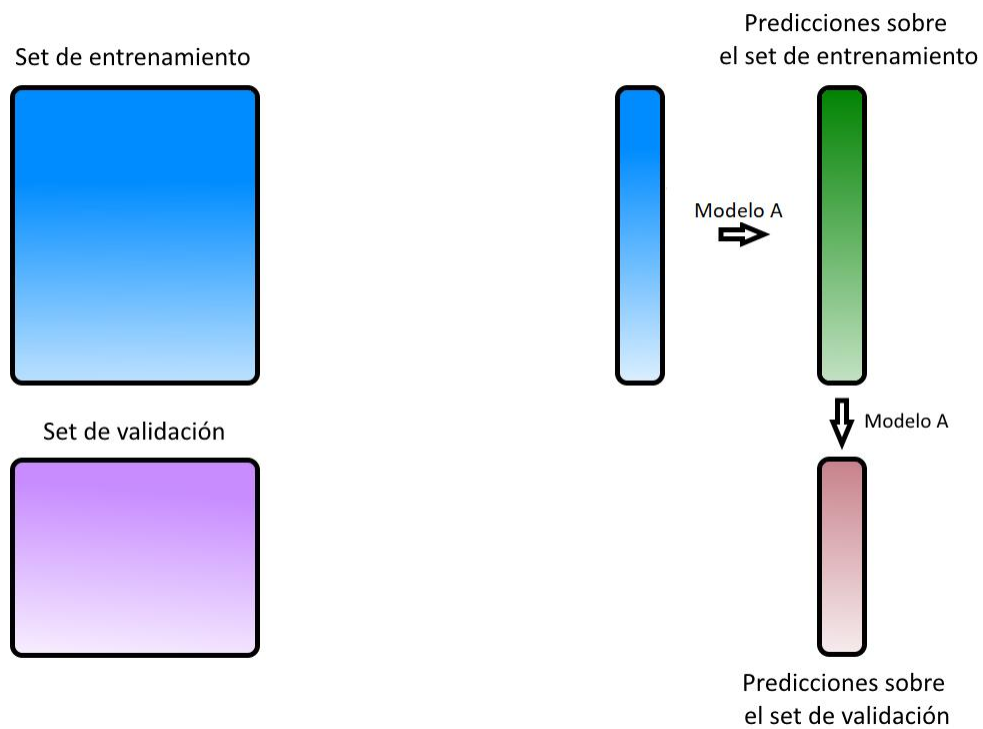 Predicciones sobre
el set de entrenamiento
Set de entrenamiento
Modelo A
Modelo A
Set de validación
Predicciones sobre
el set de validación